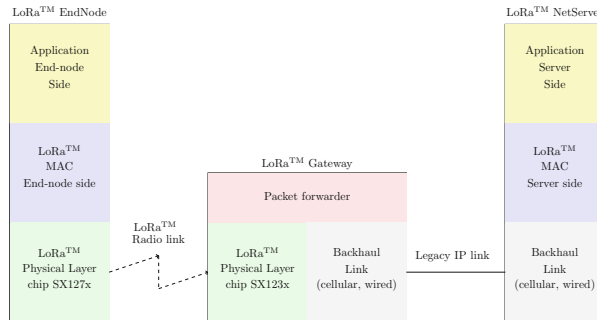 LoRa™ EndNode
Application
End-node
Side
LoRa™
MAC
End-node side
LoRa™
Physical Layer
chip SX127x
LoRa™
Radio link
LoRa™ Gateway
Packet forwarder
LoRa™
Physical Layer
chip SX123x
Backhaul
Link
(cellular, wired)
Legacy IP link
LoRa™ NetServe
Application
Server
Side
LoRa™
MAC
Server side
Backhaul
Link
(cellular, wired)